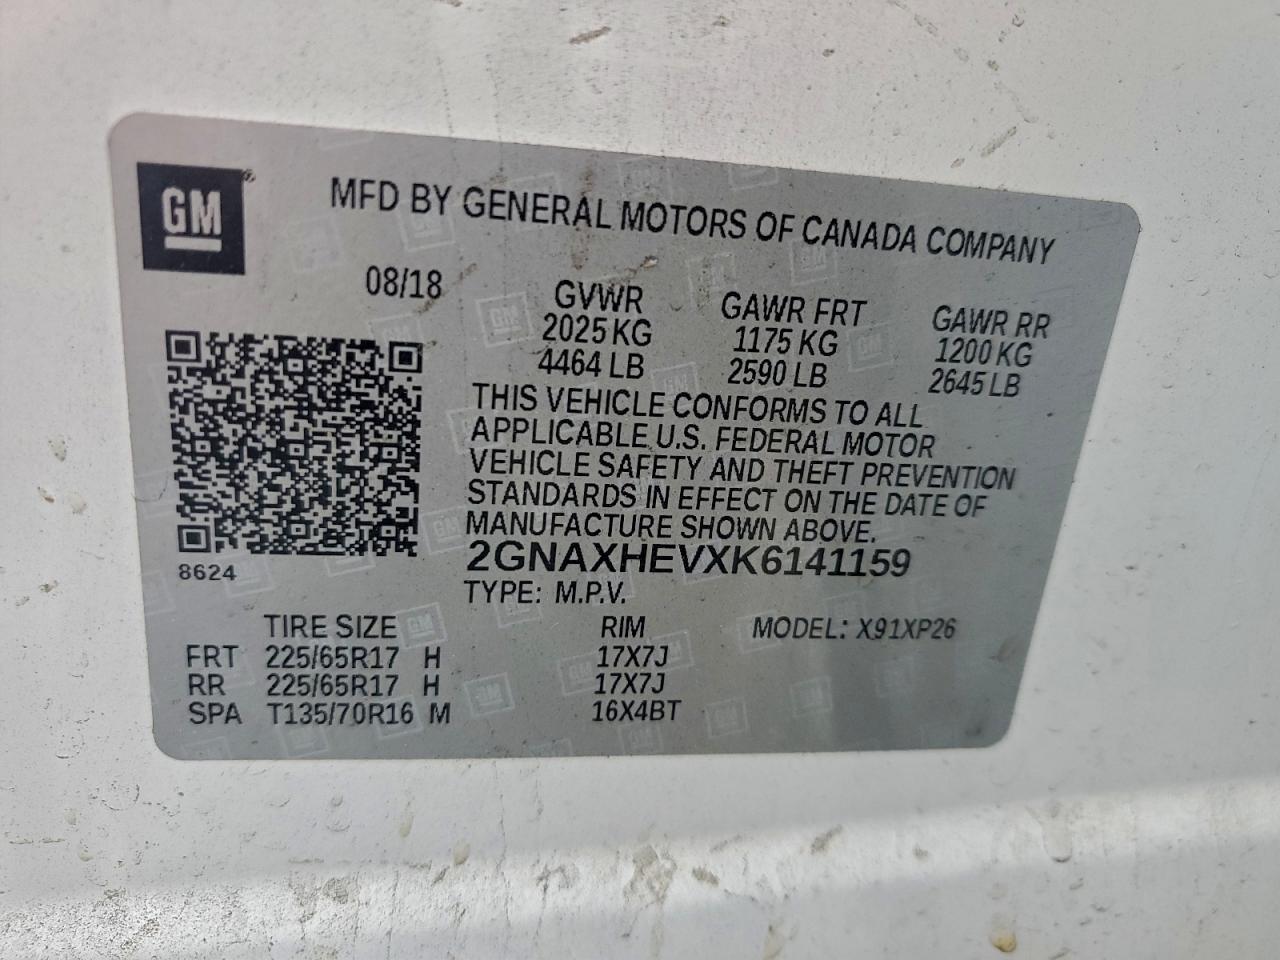 GM
MFD BY GENERAL MOTORS OF CANADA COMPANY
08/18 GVWR GAWR FRT GAWR RR
2025 KG 1175 KG 1200 KG
4464 LB 2590 LB 2645 LB
THIS VEHICLE CONFORMS TO ALL
APPLICABLE U.S. FEDERAL MOTOR
VEHICLE SAFETY AND THEFT PREVENTION
STANDARDS IN EFFECT ON THE DATE OF
MANUFACTURE SHOWN ABOVE.
2GNAXHEVXK6141159
8624
TYPE: M.P.V.
TIRE SIZE RIM MODEL: X91XP26
FRT 225/65R17 H 17X7J
RR 225/65R17 H 17X7J
SPA T135/70R16 M 16X4BT